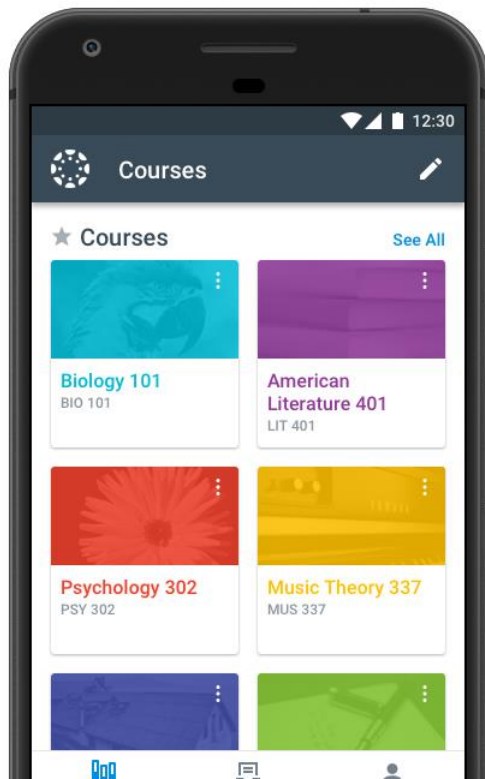 12:30
Courses
Courses
See All
Biology 101
BIO 101
American
Literature 401
LIT 401
Psychology 302
PSY 302
Music Theory 337
MUS 337